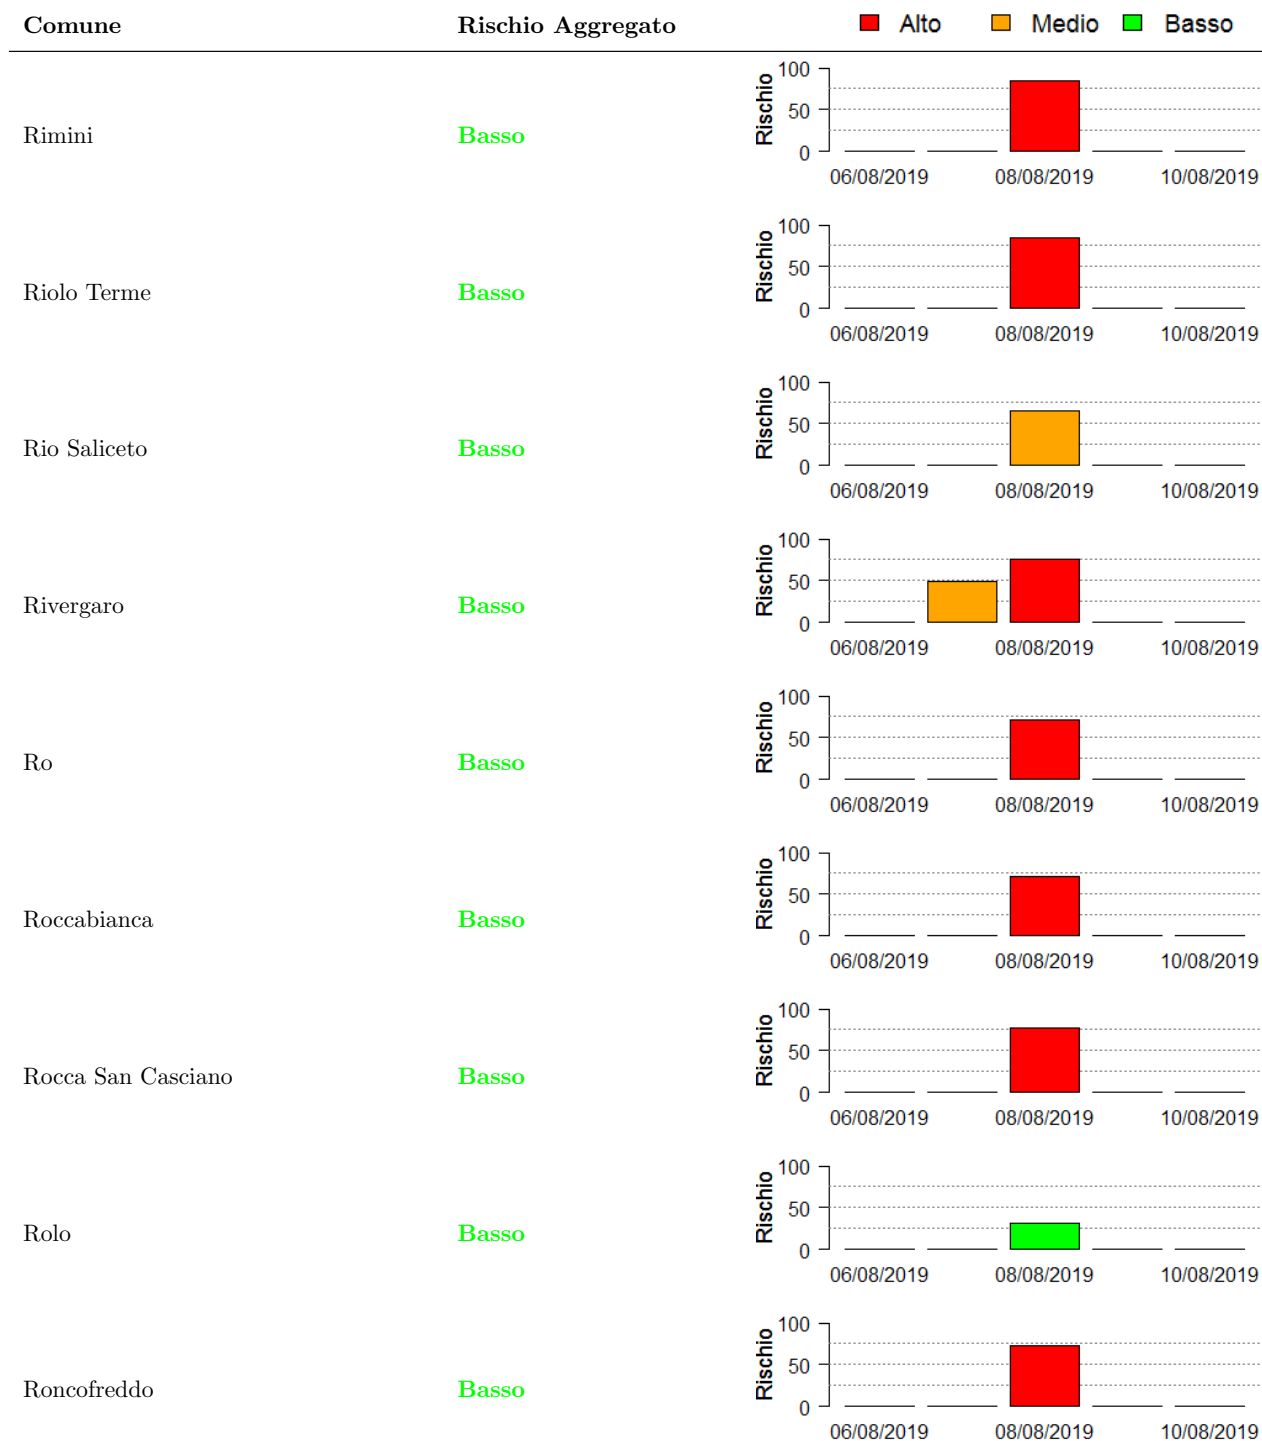 Comune Rischio Aggregato Alto Medio Basso
Rimini Basso Rischio 100 50 0
06/08/2019 08/08/2019 10/08/2019
Riolo Terme Basso Rischio 100 50 0
06/08/2019 08/08/2019 10/08/2019
Rio Saliceto Basso Rischio 100 50 0
06/08/2019 08/08/2019 10/08/2019
Rivergaro Basso Rischio 100 50 0
06/08/2019 08/08/2019 10/08/2019
Ro Basso Rischio 100 50 0
06/08/2019 08/08/2019 10/08/2019
Roccabianca Basso Rischio 100 50 0
06/08/2019 08/08/2019 10/08/2019
Rocca San Casciano Basso Rischio 100 50 0
06/08/2019 08/08/2019 10/08/2019
Rolo Basso Rischio 100 50 0
06/08/2019 08/08/2019 10/08/2019
Roncofreddo Basso Rischio 100 50 0
06/08/2019 08/08/2019 10/08/2019